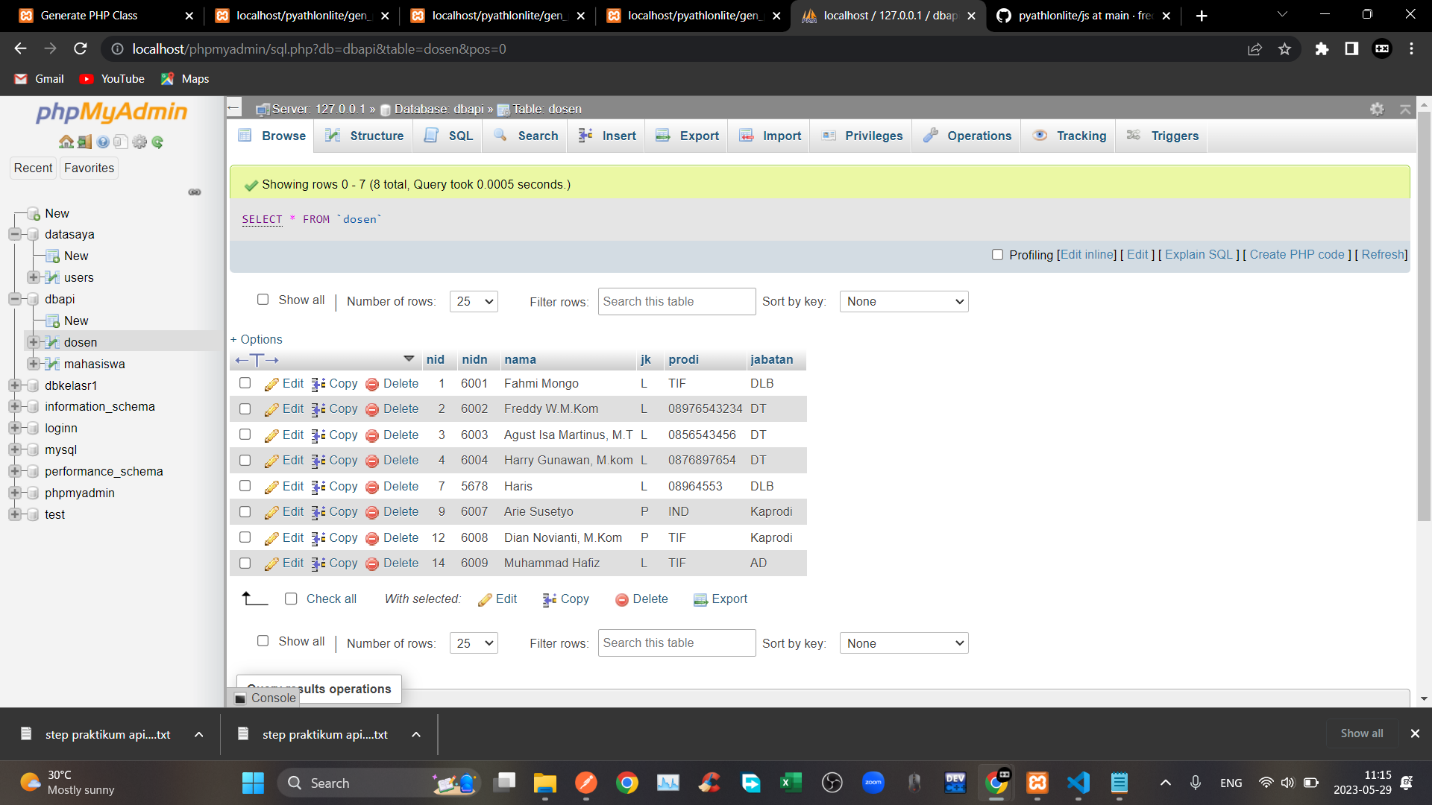 Generate PHP Class
localhost/pyathlonlite/gen_
localhost/pyathlonlite/gen_
localhost/pyathlonlite/gen_
localhost / 127.0.0.1 / dbap
pyathlonlite/js at main · fre
localhost/phpmyadmin/sql.php?db=dbapi&table=dosen&pos=0
Gmail YouTube Maps
phpMyAdmin
Recent Favorites
New
datasaya
New
users
dbapi
New
dosen
mahasiswa
dbkelasr1
information_schema
loginn
mysql
performance_schema
phpmyadmin
test
Server: 127.0.0.1 » Database: dbapi » Table: dosen
Browse Structure SQL Search Insert Export Import Privileges Operations Tracking Triggers
Showing rows 0 - 7 (8 total, Query took 0.0005 seconds.)
SELECT * FROM `dosen`
Profiling [Edit inline] [ Edit ] [ Explain SQL ] [ Create PHP code ] [ Refresh]
Show all | Number of rows: 25 Filter rows: Search this table Sort by key: None
+ Options
←T→ nid nidn nama jk prodi jabatan
Edit Copy Delete 1 6001 Fahmi Mongo L TIF DLB
Edit Copy Delete 2 6002 Freddy W.M.Kom L 08976543234 DT
Edit Copy Delete 3 6003 Agust Isa Martinus, M.T L 0856543456 DT
Edit Copy Delete 4 6004 Harry Gunawan, M.kom L 0876897654 DT
Edit Copy Delete 7 5678 Haris L 08964553 DLB
Edit Copy Delete 9 6007 Arie Susetyo P IND Kaprodi
Edit Copy Delete 12 6008 Dian Novianti, M.Kom P TIF Kaprodi
Edit Copy Delete 14 6009 Muhammad Hafiz L TIF AD
Check all With selected: Edit Copy Delete Export
Show all | Number of rows: 25 Filter rows: Search this table Sort by key: None
Query results operations
Console
step praktikum api....txt
step praktikum api....txt
Show all
30°C
Mostly sunny
Search
zoom
DEV
ENG
11:15
2023-05-29